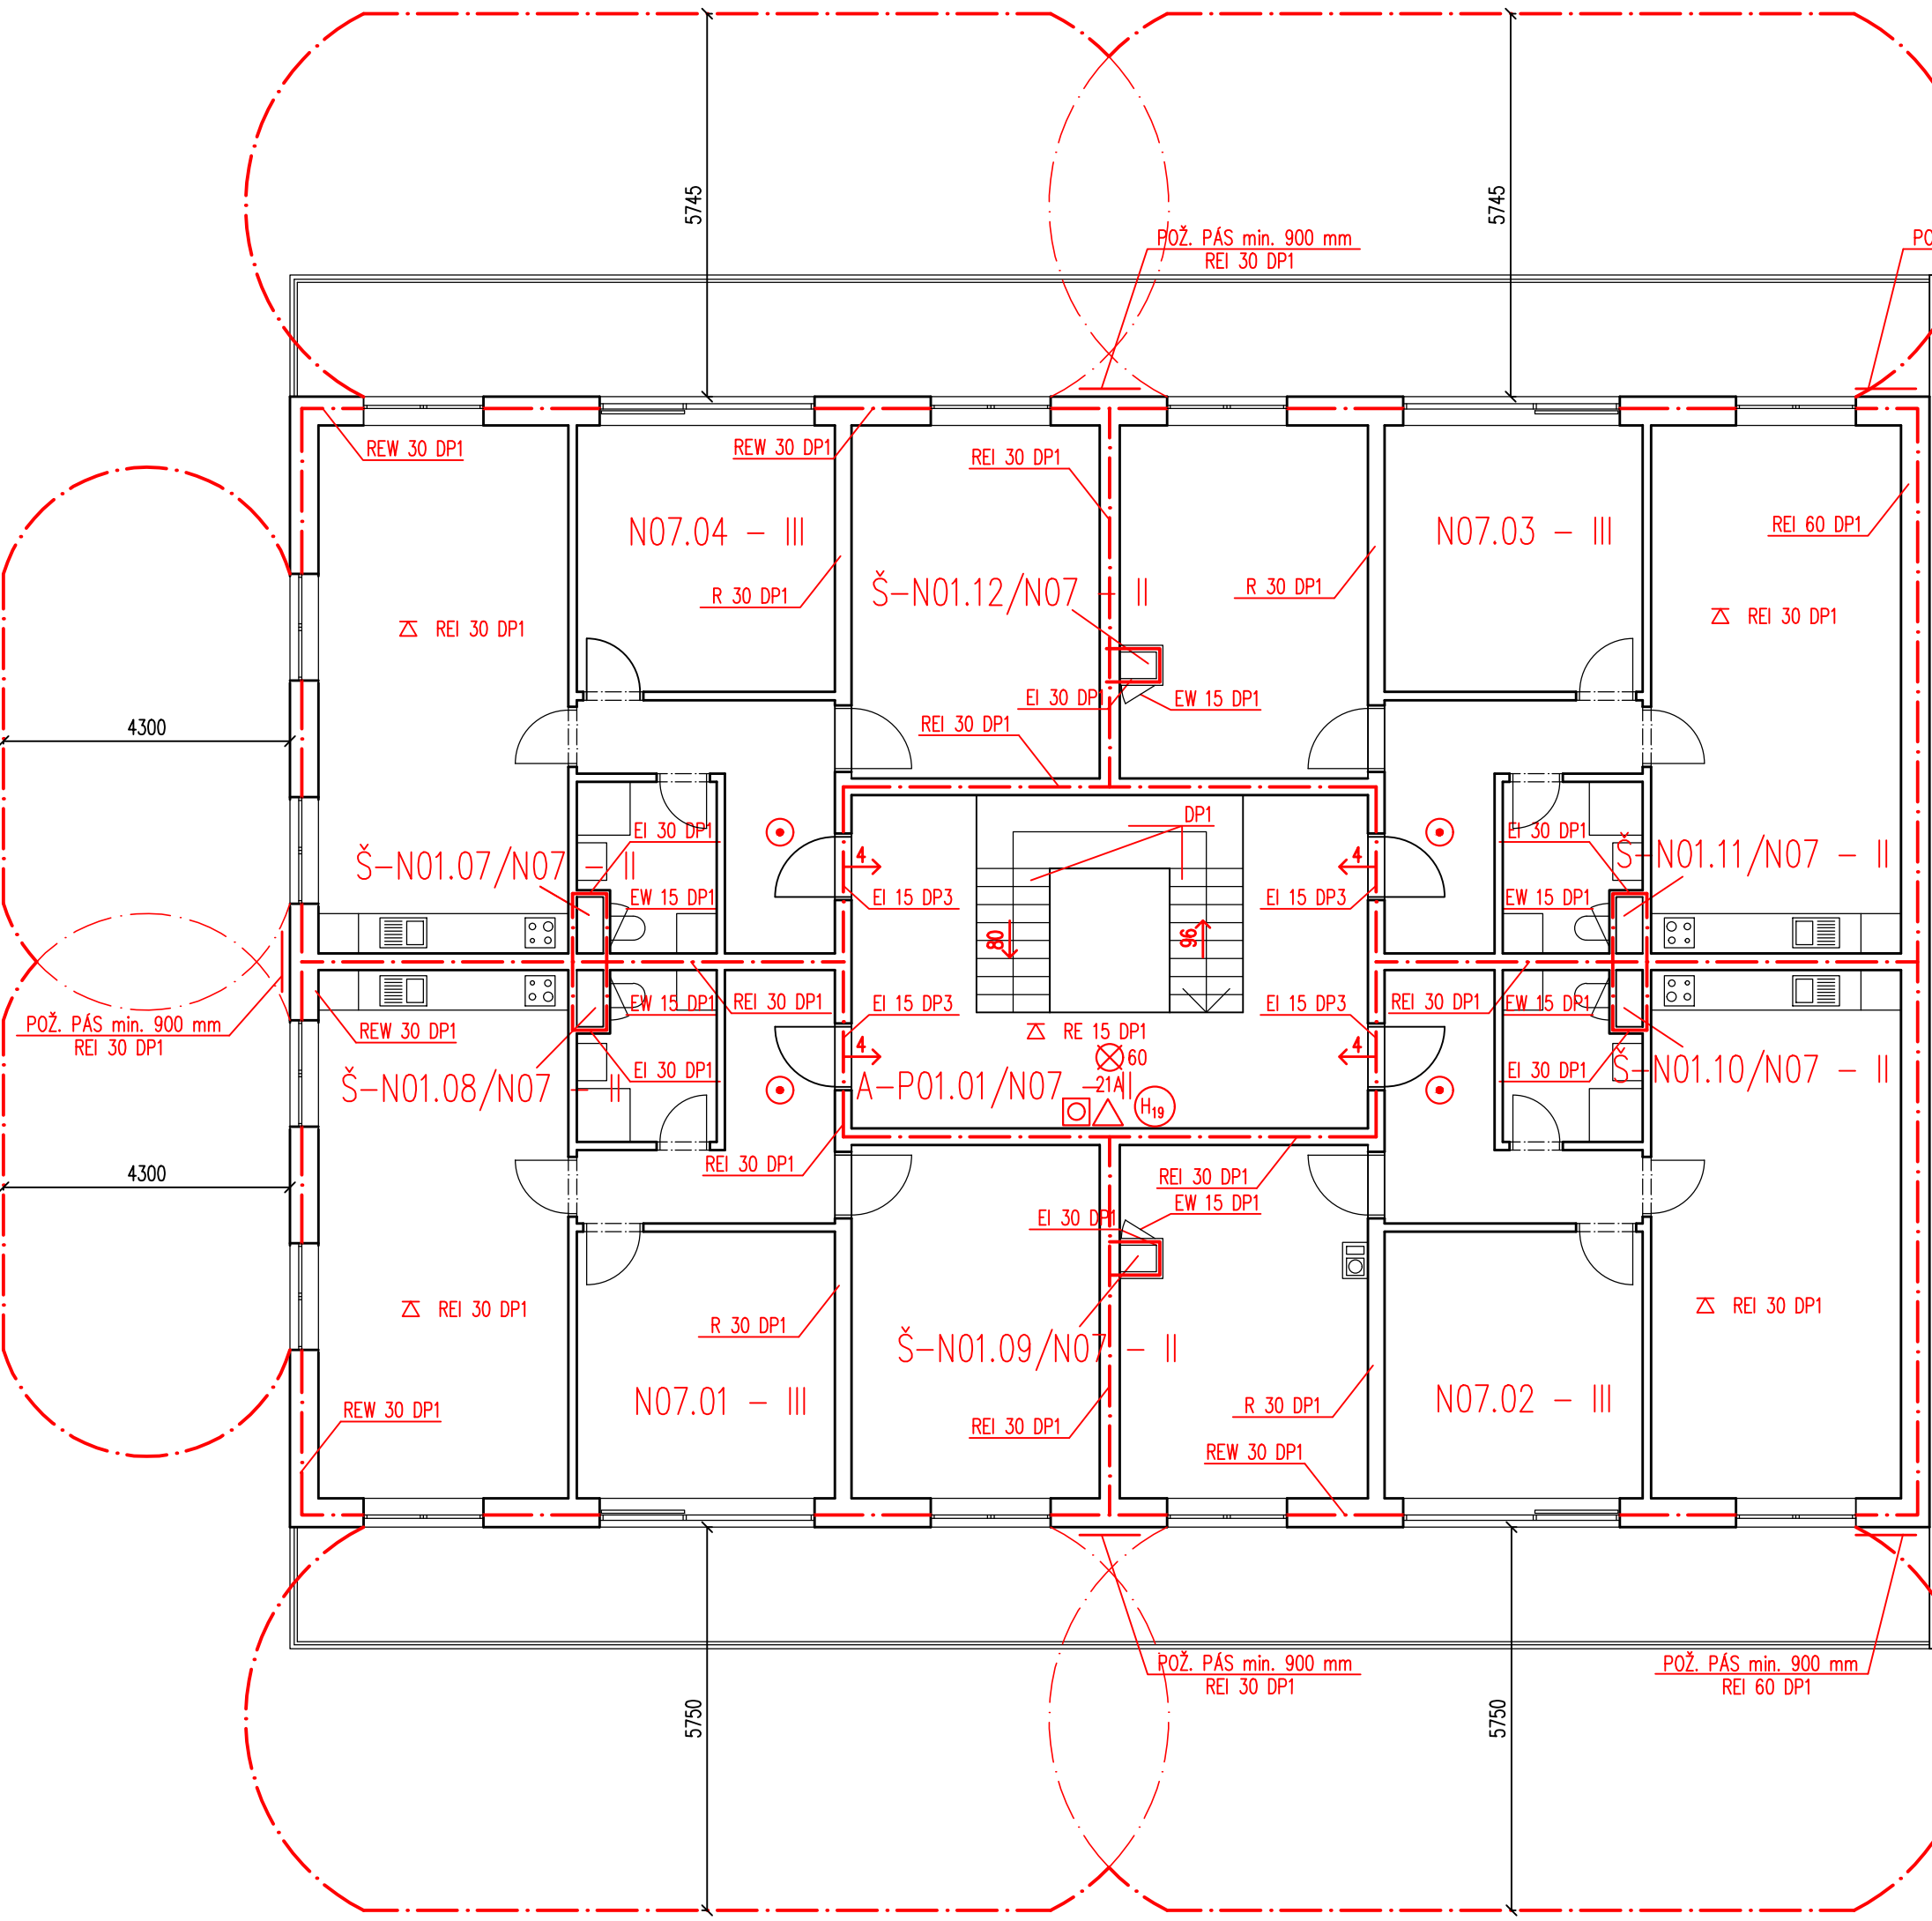 5745
5745
POŽ. PÁS min. 900 mm
REI 30 DP1
REW 30 DP1
REW 30 DP1
REI 30 DP1
N07.04 - III
N07.03 - III
REI 60 DP1
Š-N01.12/N07 - II
R 30 DP1
R 30 DP1
REI 30 DP1
REI 30 DP1
EI 30 DP1
EW 15 DP1
REI 30 DP1
4300
DP1
EI 30 DP1
EI 30 DP1
Š-N01.07/N07 - II
4
4
Š-N01.11/N07 - II
EW 15 DP1
EI 15 DP3
EI 15 DP3
EW 15 DP1
80
96
EW 15 DP1
REI 30 DP1
EI 15 DP3
EI 15 DP3
REI 30 DP1
EW 15 DP1
POŽ. PÁS min. 900 mm
REI 30 DP1
REW 30 DP1
RE 15 DP1
4
4
60
EI 30 DP1
EI 30 DP1
Š-N01.08/N07 - II
A-P01.01/N07 - II
21A
H19
Š-N01.10/N07 - II
4300
REI 30 DP1
REI 30 DP1
EW 15 DP1
EI 30 DP1
REI 30 DP1
R 30 DP1
Š-N01.09/N07 - II
REI 30 DP1
REW 30 DP1
N07.01 - III
REI 30 DP1
R 30 DP1
N07.02 - III
REW 30 DP1
POŽ. PÁS min. 900 mm
REI 30 DP1
POŽ. PÁS min. 900 mm
REI 60 DP1
5750
5750